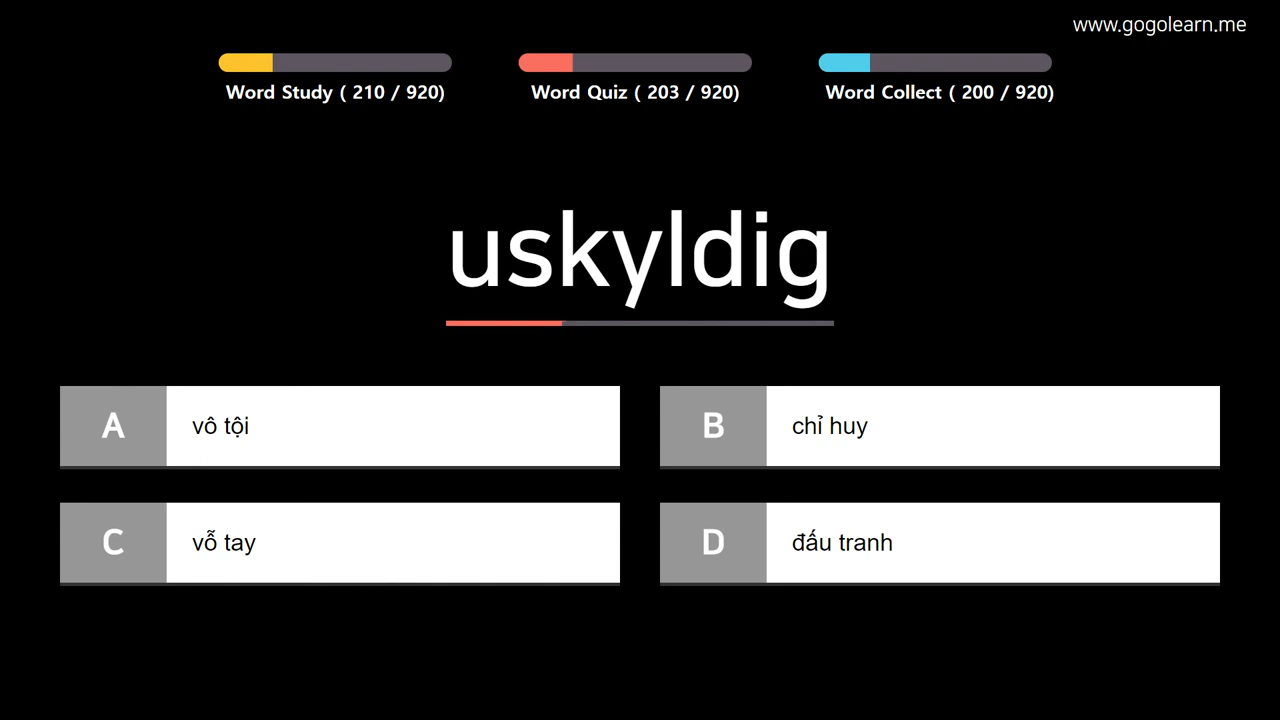 www.gogolearn.me
Word Study ( 210 / 920)
Word Quiz ( 203 / 920)
Word Collect ( 200 / 920)
uskyldig
A vô tội
B chỉ huy
C vỗ tay
D đấu tranh